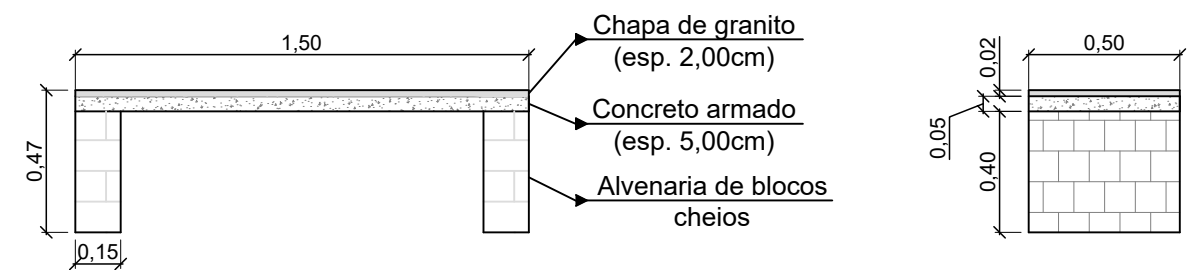 1,50
Chapa de granito
(esp. 2,00cm)
Concreto armado
(esp. 5,00cm)
Alvenaria de blocos
cheios
0,47
0,15
0,50
0,02
0,05
0,40